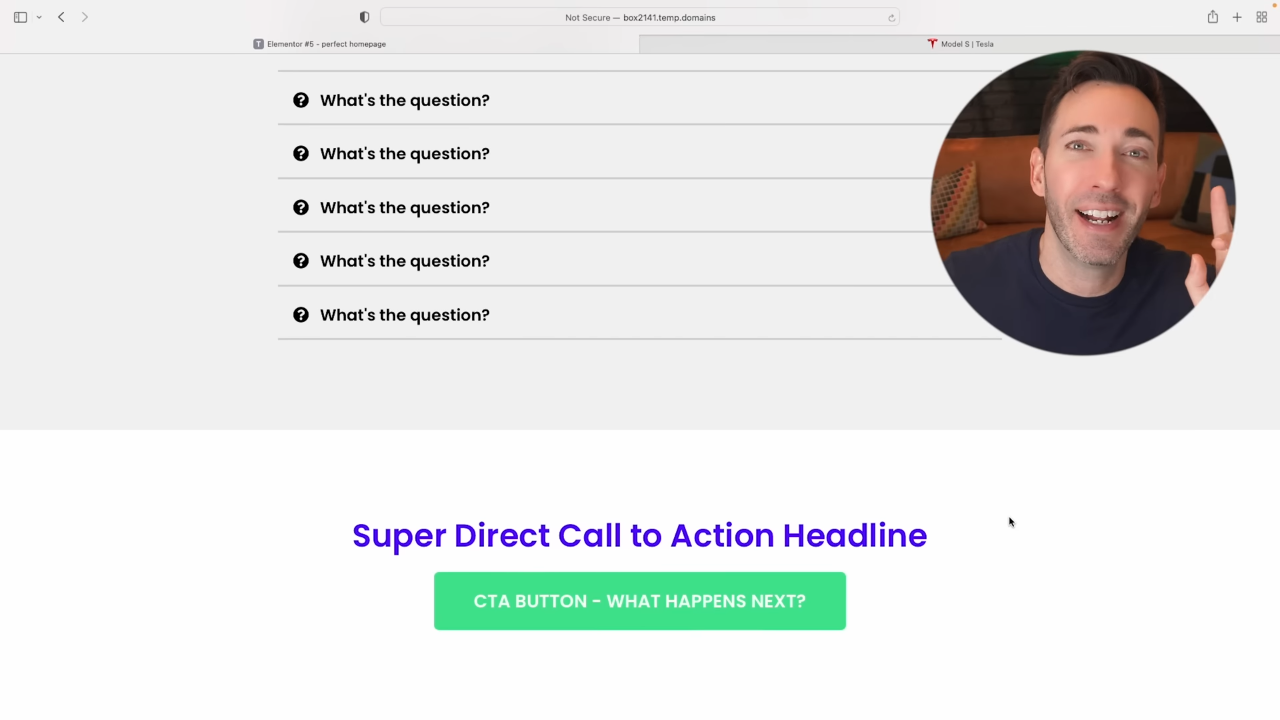 Not Secure — box2141.temp.domains
T Elementor #5 - perfect homepage
Model S | Tesla
What's the question?
What's the question?
What's the question?
What's the question?
What's the question?
Super Direct Call to Action Headline
CTA BUTTON - WHAT HAPPENS NEXT?